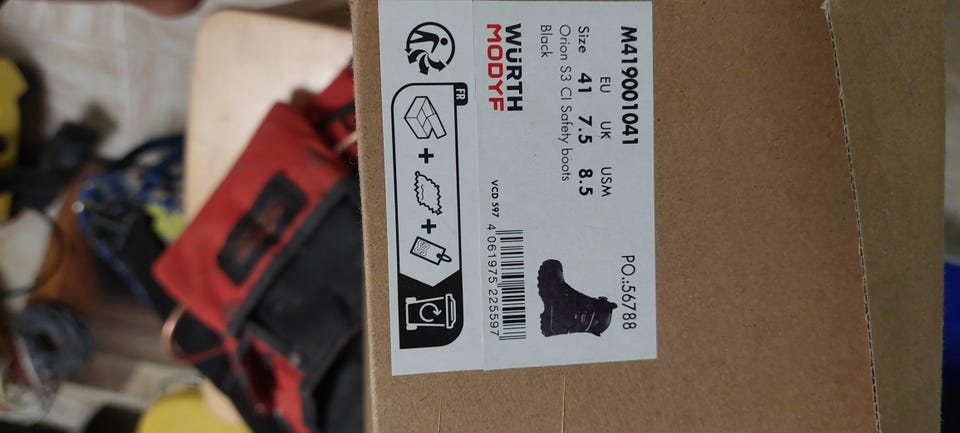 M419001041
PO.:56788
EU UK USM
Size 41 7.5 8.5
Orion S3 CI Safety boots
Black
WÜRTH
MODYF
VCD 597
4 061975 225597
FR
+ +